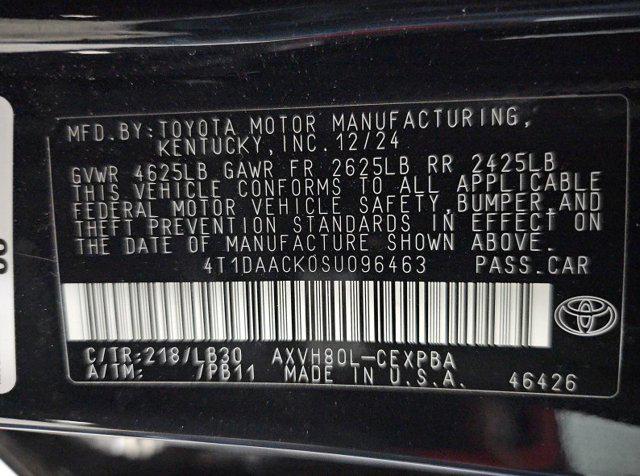 MFD.BY:TOYOTA MOTOR MANUFACTURING,
KENTUCKY,INC.12/24
GVWR 4625LB GAWR FR 2625LB RR 2425LB
THIS VEHICLE CONFORMS TO ALL APPLICABLE
FEDERAL MOTOR VEHICLE SAFETY,BUMPER,AND
THEFT PREVENTION STANDARDS IN EFFECT ON
THE DATE OF MANUFACTURE SHOWN ABOVE.
4T1DAACK0SU096463 PASS.CAR
C/TR:218/LB30 AXVH80L-CEXPBA
A/TM: 7PB11 MADE IN U.S.A. 46426